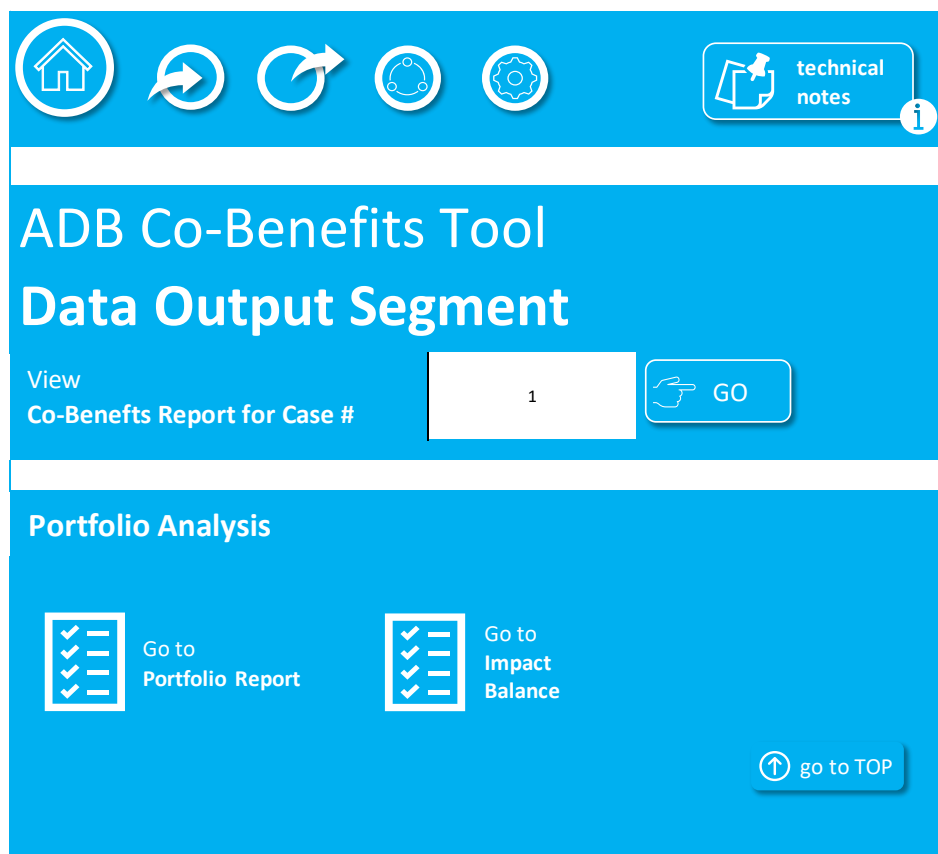 technical
notes
i
ADB Co-Benefits Tool
Data Output Segment
View
Co-Benefts Report for Case #
1
GO
Portfolio Analysis
Go to
Portfolio Report
Go to
Impact
Balance
go to TOP